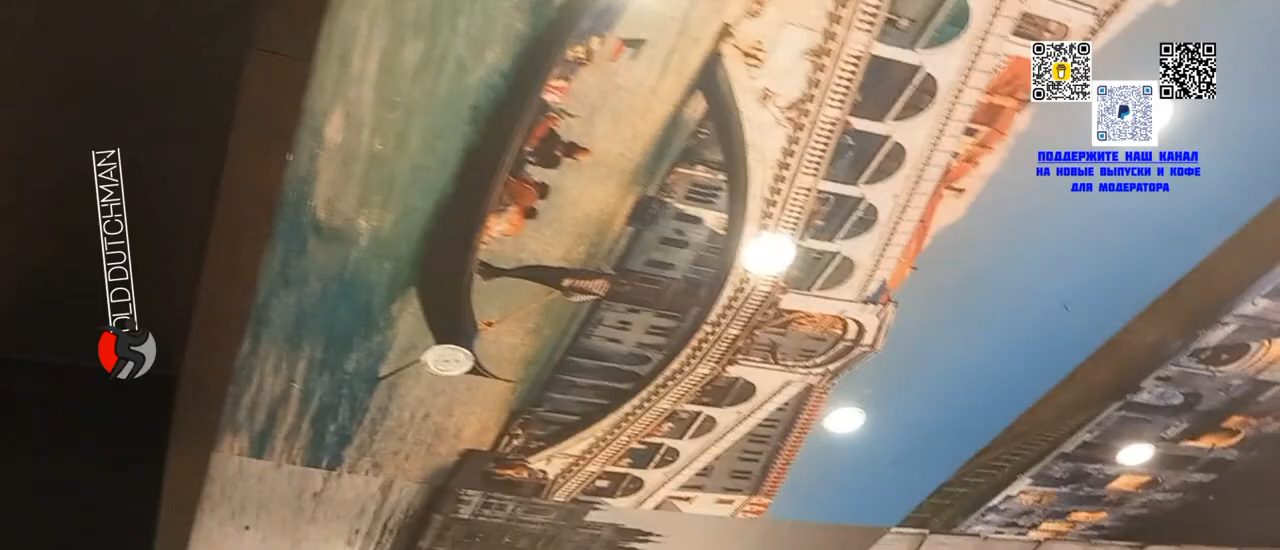 OLD DUTCHMAN
ПОДДЕРЖИТЕ НАШ КАНАЛ
НА НОВЫЕ ВЫПУСКИ И КОФЕ
ДЛЯ МОДЕРАТОРА